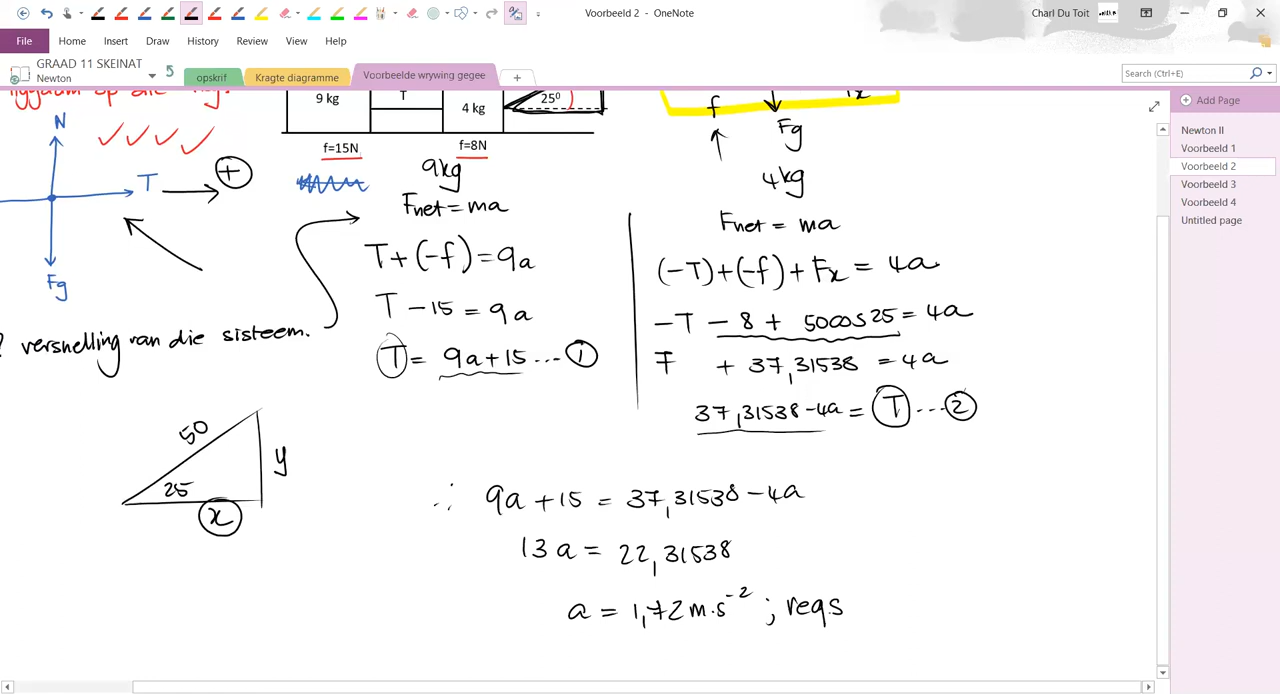 Voorbeeld 2 - OneNote
Charl Du Toit
File Home Insert Draw History Review View Help
GRAAD 11 SKEINAT
Newton
opskrif
Kragte diagramme
Voorbeelde wrywing gegee
+
Search (Ctrl+E)
Add Page
Newton II
Voorbeeld 1
Voorbeeld 2
Voorbeeld 3
Voorbeeld 4
Untitled page
N
T
+
Fg
9 kg
T
4 kg
25⁰
f=15N
f=8N
f
Fg
9kg
Fnet = ma
T + (-f) = 9a
T - 15 = 9a
T = 9a + 15 ... ①
4kg
Fnet = ma
(-T) + (-f) + Fx = 4a
-T - 8 + 50cos25 = 4a
+ 37,31538 = 4a
37,31538 - 4a = T ... ②
? versnelling van die sisteem.
50
25
x
y
∴ 9a + 15 = 37,31538 - 4a
13a = 22,31538
a = 1,72 m.s⁻² ; regs